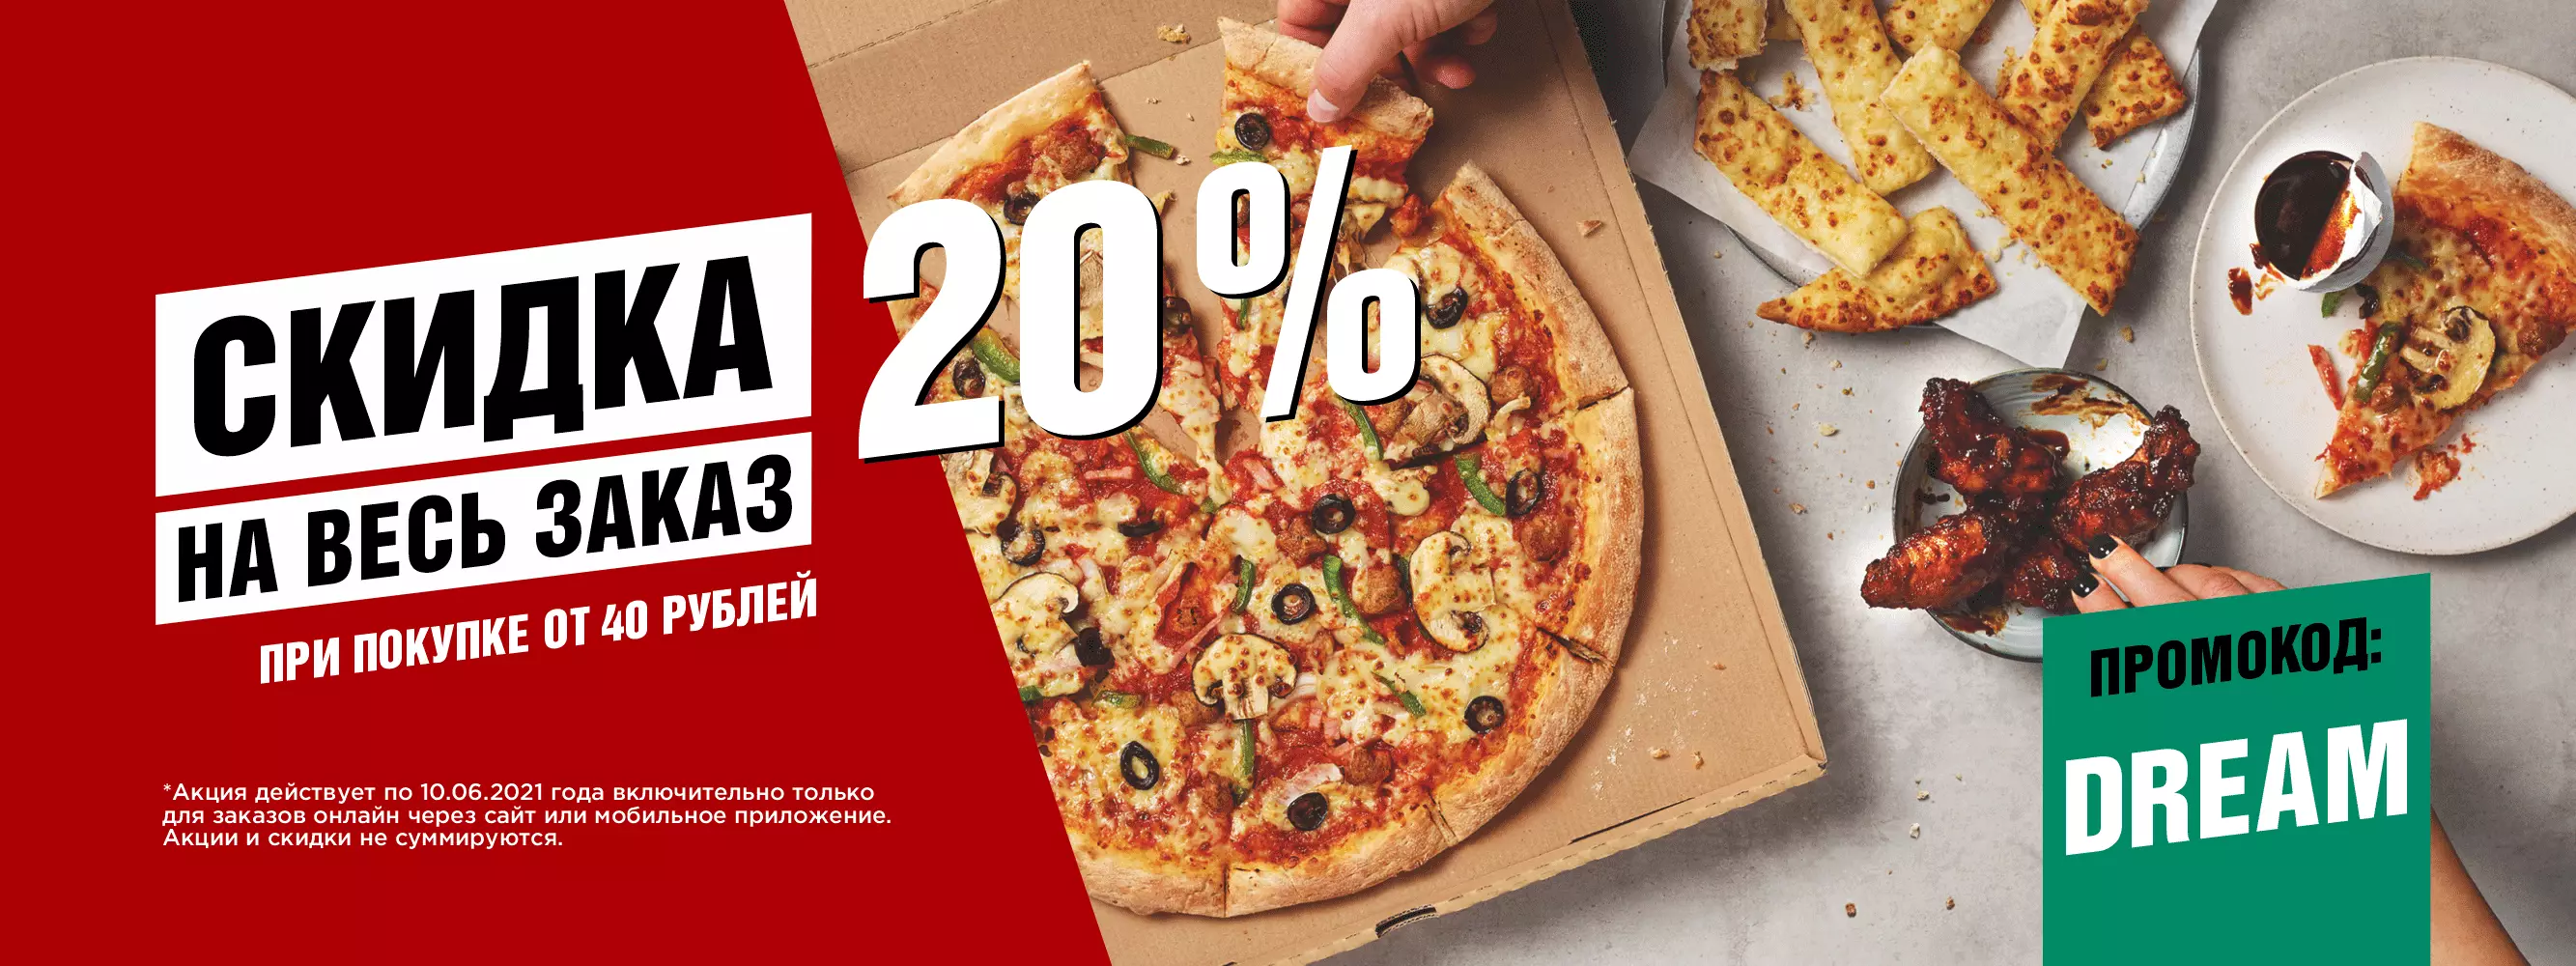 СКИДКА
20%
НА ВЕСЬ ЗАКАЗ
ПРИ ПОКУПКЕ ОТ 40 РУБЛЕЙ
*Акция действует по 10.06.2021 года включительно только
для заказов онлайн через сайт или мобильное приложение.
Акции и скидки не суммируются.
ПРОМОКОД:
DREAM